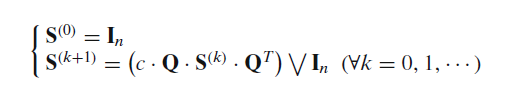 S⁽⁰⁾ = Iₙ
S⁽ᵏ⁺¹⁾ = (c · Q · S⁽ᵏ⁾ · Qᵀ) ⋁ Iₙ (∀k = 0, 1, · · · )